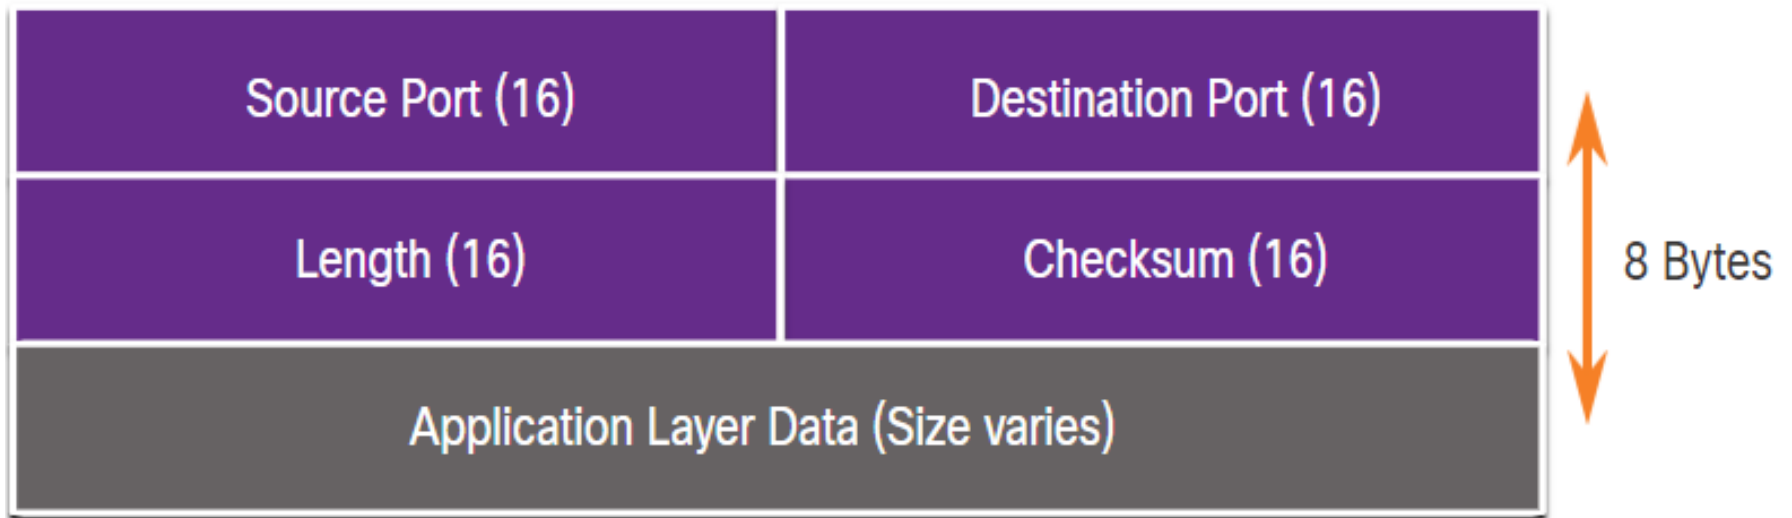 Source Port (16)
Destination Port (16)
Length (16)
Checksum (16)
8 Bytes
Application Layer Data (Size varies)